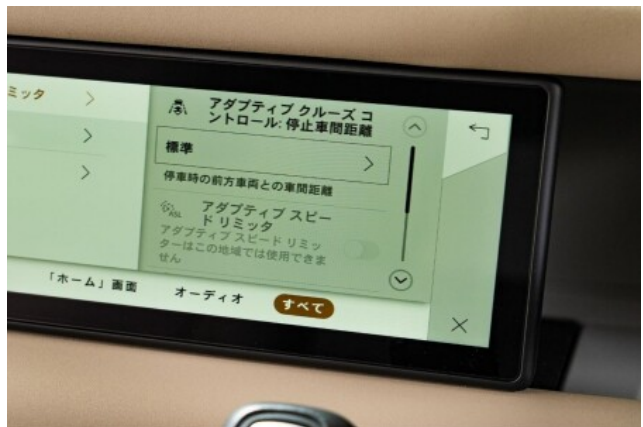 ミッタ
アダプティブ クルーズ コ
ントロール: 停止車間距離
標準
停車時の前方車両との車間距離
ASL
アダプティブ スピー
ド リミッタ
アダプティブ スピード リミッ
ターはこの地域では使用できま
せん
「ホーム」画面
オーディオ
すべて